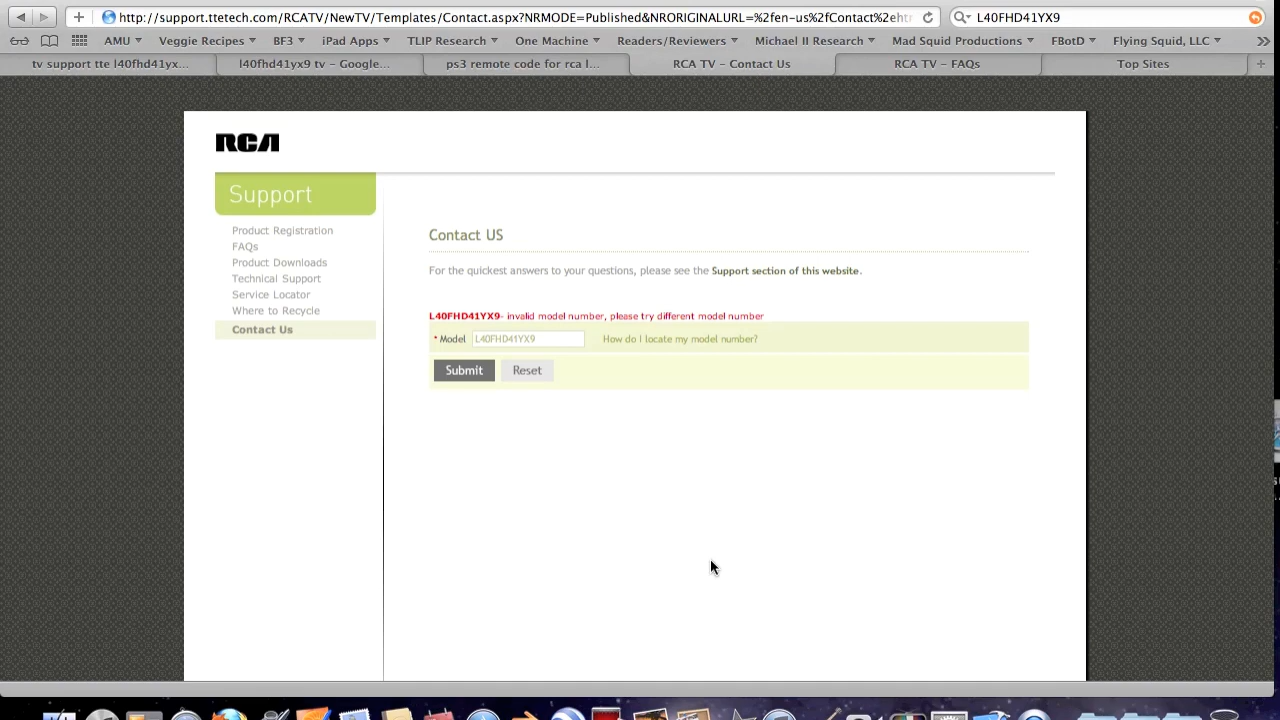 http://support.ttetech.com/RCATV/NewTV/Templates/Contact.aspx?NRMODE=Published&NRORIGINALURL=%2fen-us%2fContact%2eht
L40FHD41YX9
AMU Veggie Recipes BF3 iPad Apps TLIP Research One Machine Readers/Reviewers Michael II Research Mad Squid Productions FBotD Flying Squid, LLC
tv support tte l40fhd41yx... l40fhd41yx9 tv – Google... ps3 remote code for rca l... RCA TV – Contact Us RCA TV – FAQs Top Sites
RCA
Support
Product Registration
FAQs
Product Downloads
Technical Support
Service Locator
Where to Recycle
Contact Us
Contact US
For the quickest answers to your questions, please see the Support section of this website.
L40FHD41YX9- invalid model number, please try different model number
* Model L40FHD41YX9 How do I locate my model number?
Submit Reset